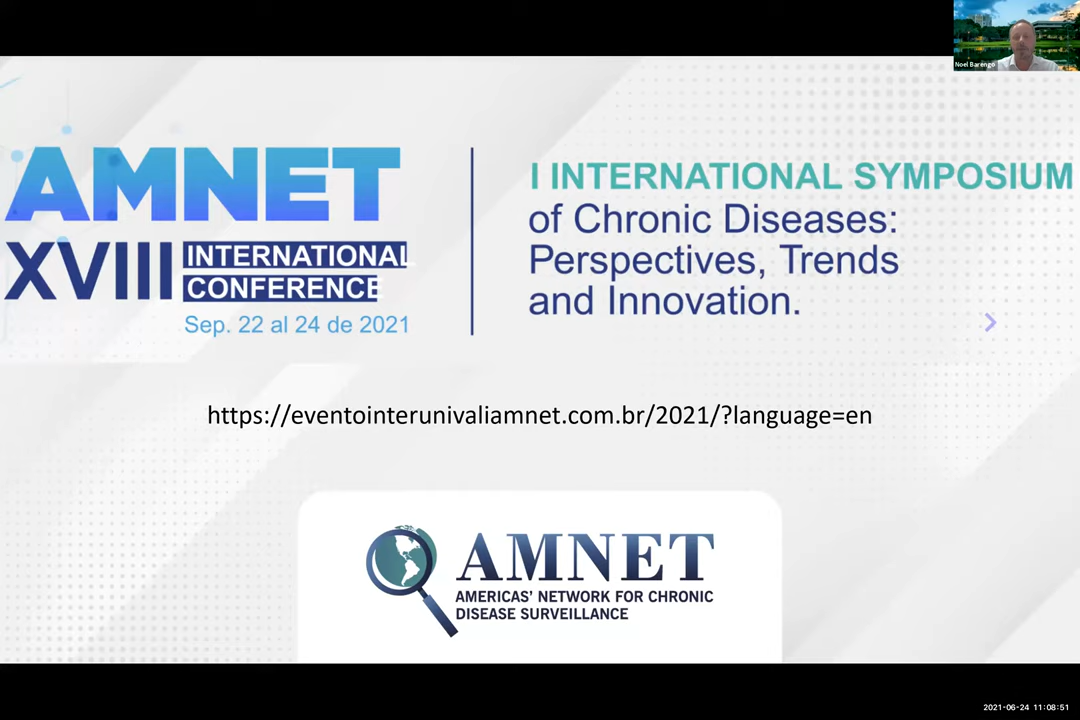 Noel Barengo
AMNET
XVIII INTERNATIONAL
CONFERENCE
Sep. 22 al 24 de 2021
I INTERNATIONAL SYMPOSIUM
of Chronic Diseases:
Perspectives, Trends
and Innovation.
https://eventointerunivaliamnet.com.br/2021/?language=en
AMNET
AMERICAS' NETWORK FOR CHRONIC
DISEASE SURVEILLANCE
2021-06-24 11:08:51